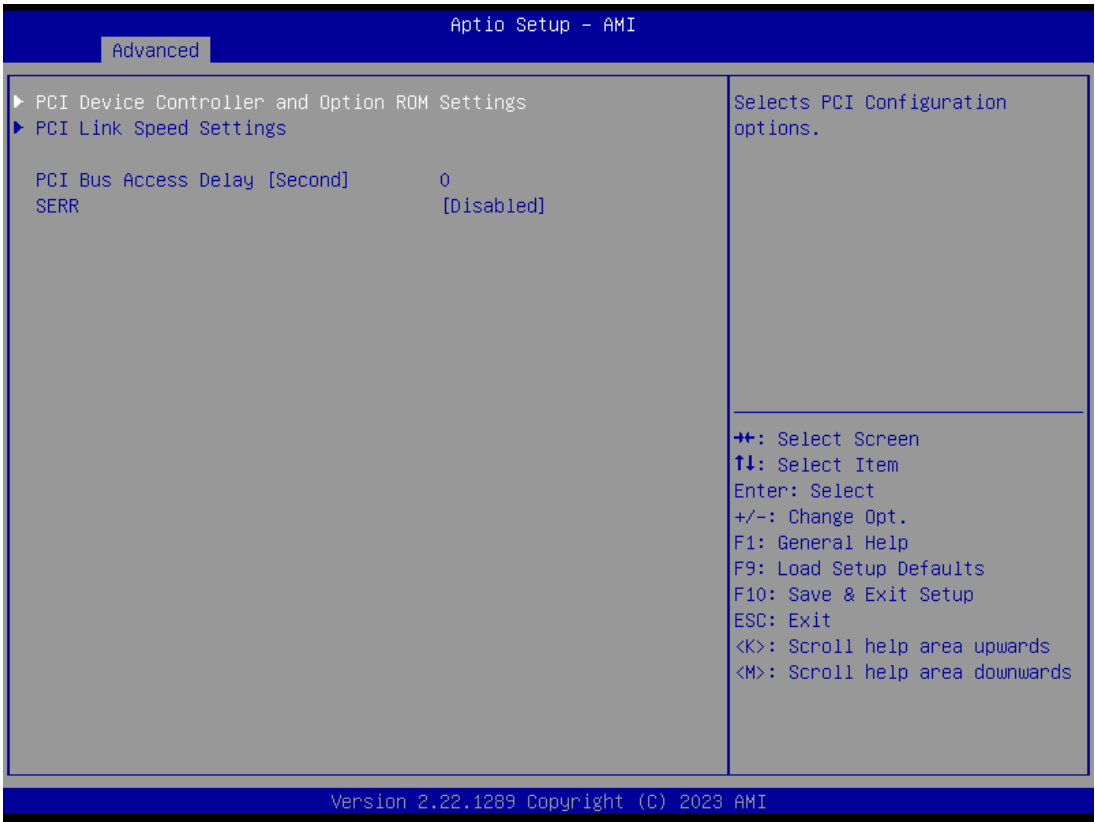 Aptio Setup – AMI
Advanced
▶ PCI Device Controller and Option ROM Settings
▶ PCI Link Speed Settings
PCI Bus Access Delay [Second] 0
SERR [Disabled]
Selects PCI Configuration
options.
→←: Select Screen
↑↓: Select Item
Enter: Select
+/-: Change Opt.
F1: General Help
F9: Load Setup Defaults
F10: Save & Exit Setup
ESC: Exit
<K>: Scroll help area upwards
<M>: Scroll help area downwards
Version 2.22.1289 Copyright (C) 2023 AMI